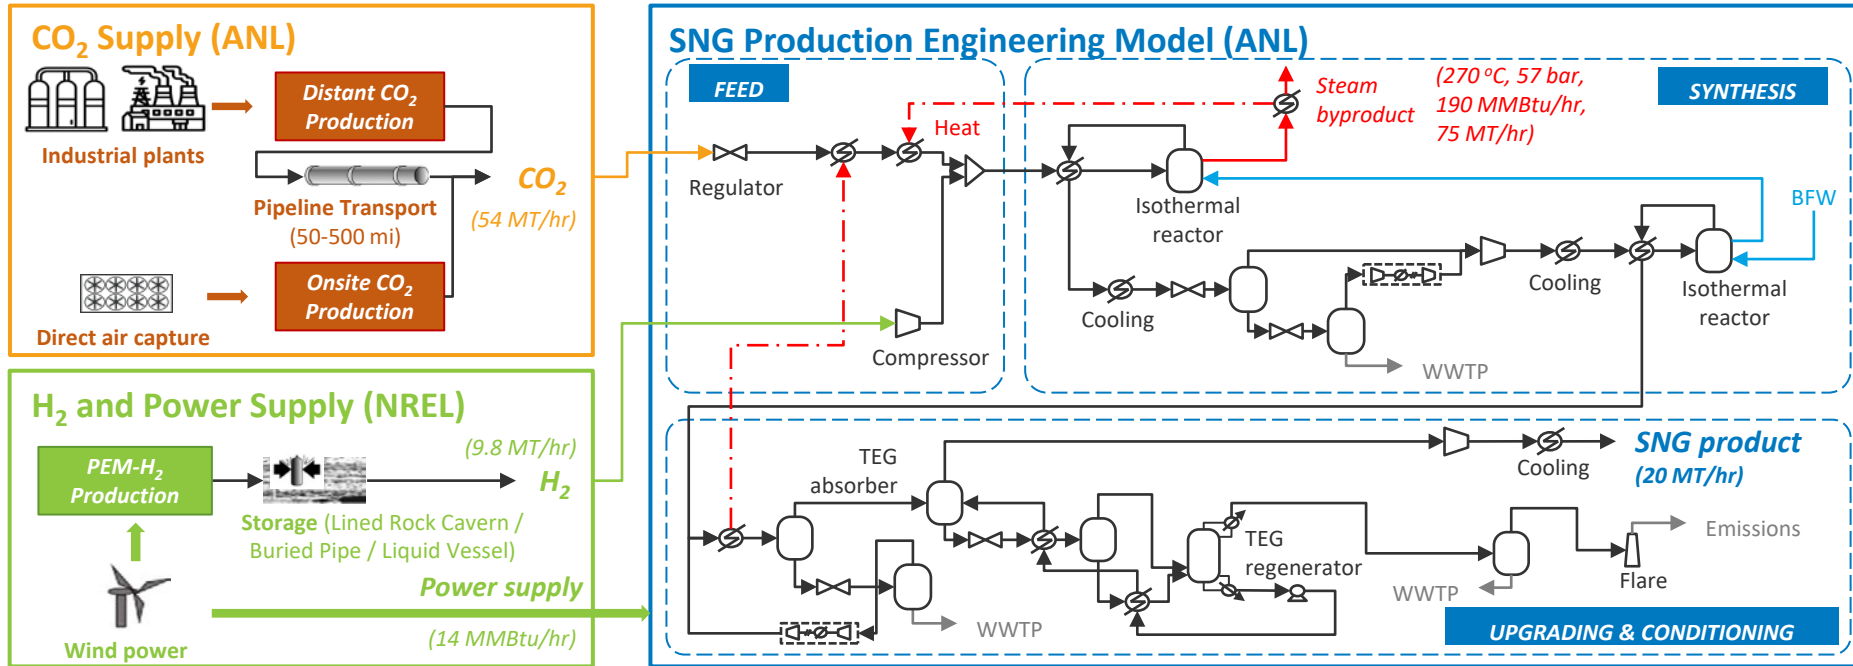 CO₂ Supply (ANL)
Industrial plants
Distant CO₂
Production
Pipeline Transport
(50-500 mi)
CO₂
(54 MT/hr)
Direct air capture
Onsite CO₂
Production
H₂ and Power Supply (NREL)
PEM-H₂
Production
(9.8 MT/hr)
H₂
Storage (Lined Rock Cavern /
Buried Pipe / Liquid Vessel)
Power supply
(14 MMBtu/hr)
Wind power
SNG Production Engineering Model (ANL)
FEED
Regulator
Heat
Compressor
SYNTHESIS
Steam
byproduct
(270 °C, 57 bar,
190 MMBtu/hr,
75 MT/hr)
Isothermal
reactor
BFW
Cooling
WWTP
Cooling
Isothermal
reactor
TEG
absorber
Cooling
SNG product
(20 MT/hr)
WWTP
TEG
regenerator
WWTP
Flare
Emissions
UPGRADING & CONDITIONING